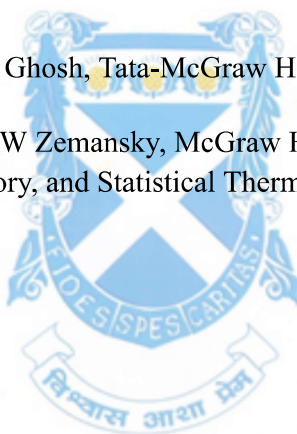 Ghosh, Tata-McGraw H
W Zemansky, McGraw
ory, and Statistical Therm
FIDES SPES CARITAS
विश्वास आशा प्रेम